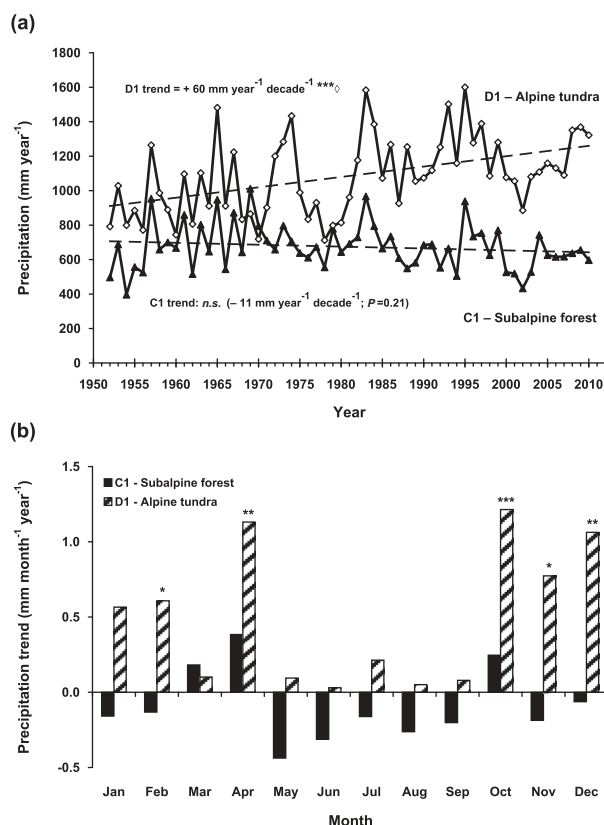 (a)
1800
1600
1400
1200
1000
800
600
400
200
0
Precipitation (mm year⁻¹)
D1 trend = + 60 mm year⁻¹ decade⁻¹ ***◊
D1 – Alpine tundra
C1 trend: n.s. (– 11 mm year⁻¹ decade⁻¹; P=0.21)
C1 – Subalpine forest
1950 1955 1960 1965 1970 1975 1980 1985 1990 1995 2000 2005 2010
Year
(b)
1.5
1.0
0.5
0.0
-0.5
Precipitation trend (mm month⁻¹ year⁻¹)
C1 - Subalpine forest
D1 - Alpine tundra
* ** *** * **
Jan Feb Mar Apr May Jun Jul Aug Sep Oct Nov Dec
Month